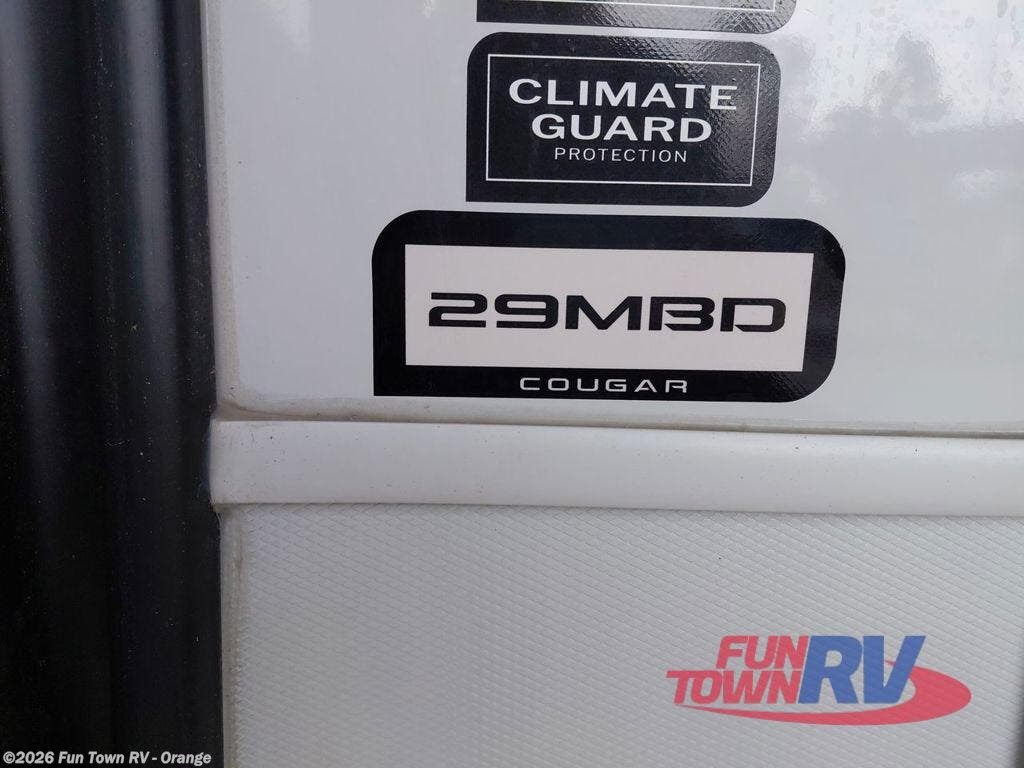 CLIMATE
GUARD
PROTECTION
29MBD
COUGAR
FUN
TOWN RV
©2026 Fun Town RV - Orange